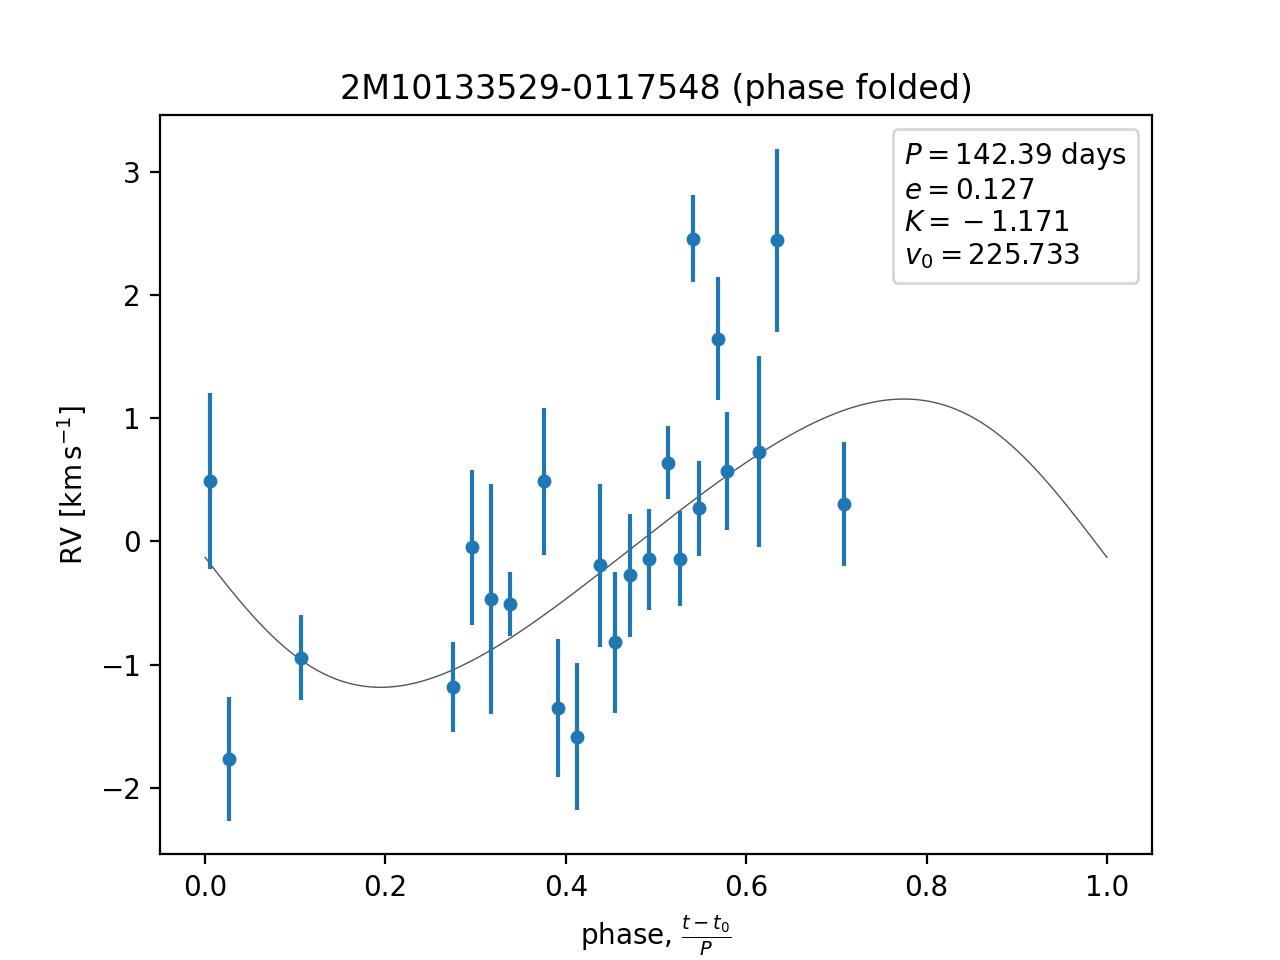 2M10133529-0117548 (phase folded)
P = 142.39 days
e = 0.127
K = −1.171
v₀ = 225.733
3
2
1
0
−1
−2
RV [km s⁻¹]
0.0 0.2 0.4 0.6 0.8 1.0
phase, (t − t₀)/P